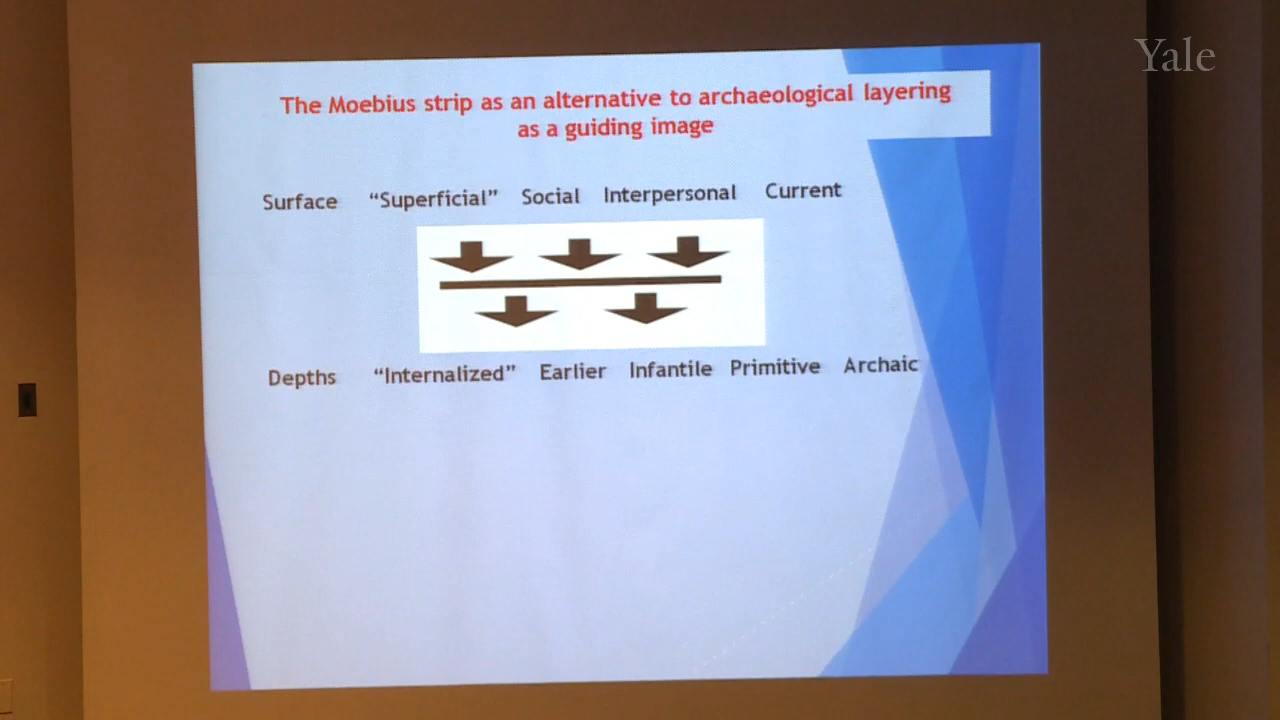 Yale
The Moebius strip as an alternative to archaeological layering
as a guiding image
Surface “Superficial” Social Interpersonal Current
Depths “Internalized” Earlier Infantile Primitive Archaic